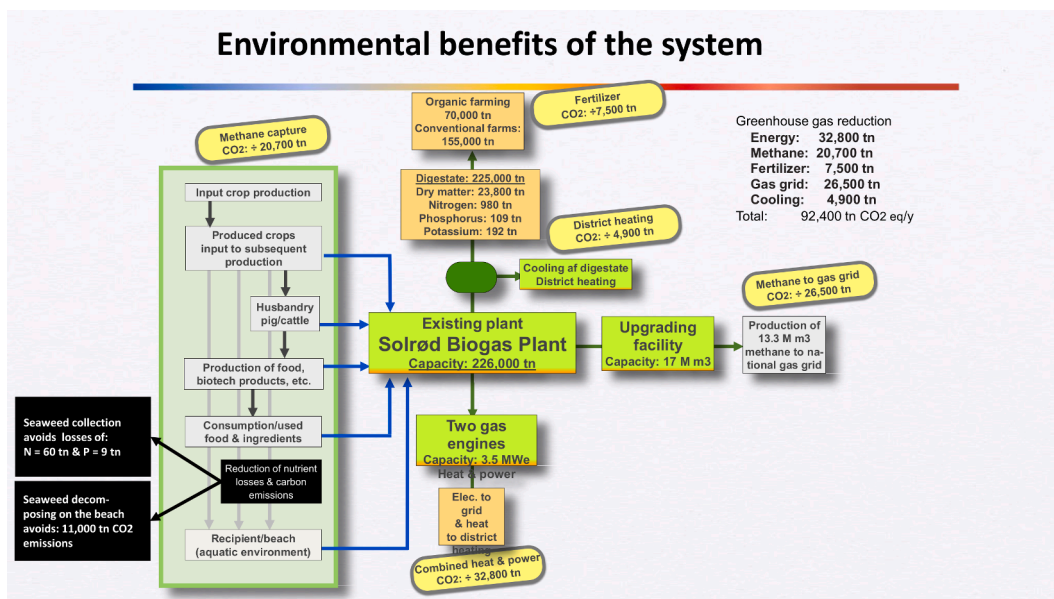 Environmental benefits of the system
Organic farming
70,000 tn
Conventional farms:
155,000 tn
Fertilizer
CO2: ÷7,500 tn
Greenhouse gas reduction
Energy: 32,800 tn
Methane: 20,700 tn
Fertilizer: 7,500 tn
Gas grid: 26,500 tn
Cooling: 4,900 tn
Total: 92,400 tn CO2 eq/y
Methane capture
CO2: ÷ 20,700 tn
Input crop production
Produced crops
input to subsequent
production
Husbandry
pig/cattle
Production of food,
biotech products, etc.
Consumption/used
food & ingredients
Reduction of nutrient
losses & carbon
emissions
Recipient/beach
(aquatic environment)
Seaweed collection
avoids losses of:
N = 60 tn & P = 9 tn
Seaweed decom-
posing on the beach
avoids: 11,000 tn CO2
emissions
Digestate: 225,000 tn
Dry matter: 23,800 tn
Nitrogen: 980 tn
Phosphorus: 109 tn
Potassium: 192 tn
District heating
CO2: ÷ 4,900 tn
Cooling af digestate
District heating
Existing plant
Solrød Biogas Plant
Capacity: 226,000 tn
Upgrading
facility
Capacity: 17 M m3
Methane to gas grid
CO2: ÷ 26,500 tn
Production of
13.3 M m3
methane to na-
tional gas grid
Two gas
engines
Capacity: 3.5 MWe
Heat & power
Elec. to
grid
& heat
to district
heating
Combined heat & power
CO2: ÷ 32,800 tn